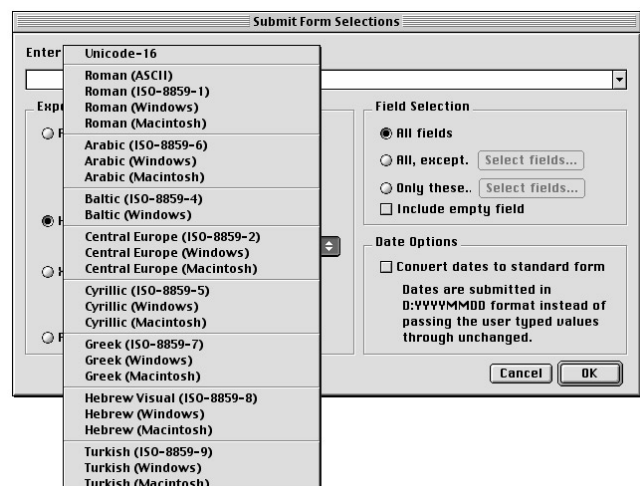 Submit Form Selections
Enter
Unicode-16
Roman (ASCII)
Roman (ISO-8859-1)
Roman (Windows)
Roman (Macintosh)
Arabic (ISO-8859-6)
Arabic (Windows)
Arabic (Macintosh)
Baltic (ISO-8859-4)
Baltic (Windows)
Central Europe (ISO-8859-2)
Central Europe (Windows)
Central Europe (Macintosh)
Cyrillic (ISO-8859-5)
Cyrillic (Windows)
Cyrillic (Macintosh)
Greek (ISO-8859-7)
Greek (Windows)
Greek (Macintosh)
Hebrew Visual (ISO-8859-8)
Hebrew (Windows)
Hebrew (Macintosh)
Turkish (ISO-8859-9)
Turkish (Windows)
Turkish (Macintosh)
Field Selection
All fields
All, except. Select fields...
Only these.. Select fields...
Include empty field
Date Options
Convert dates to standard form
Dates are submitted in
D:YYYYMMDD format instead of
passing the user typed values
through unchanged.
Cancel OK